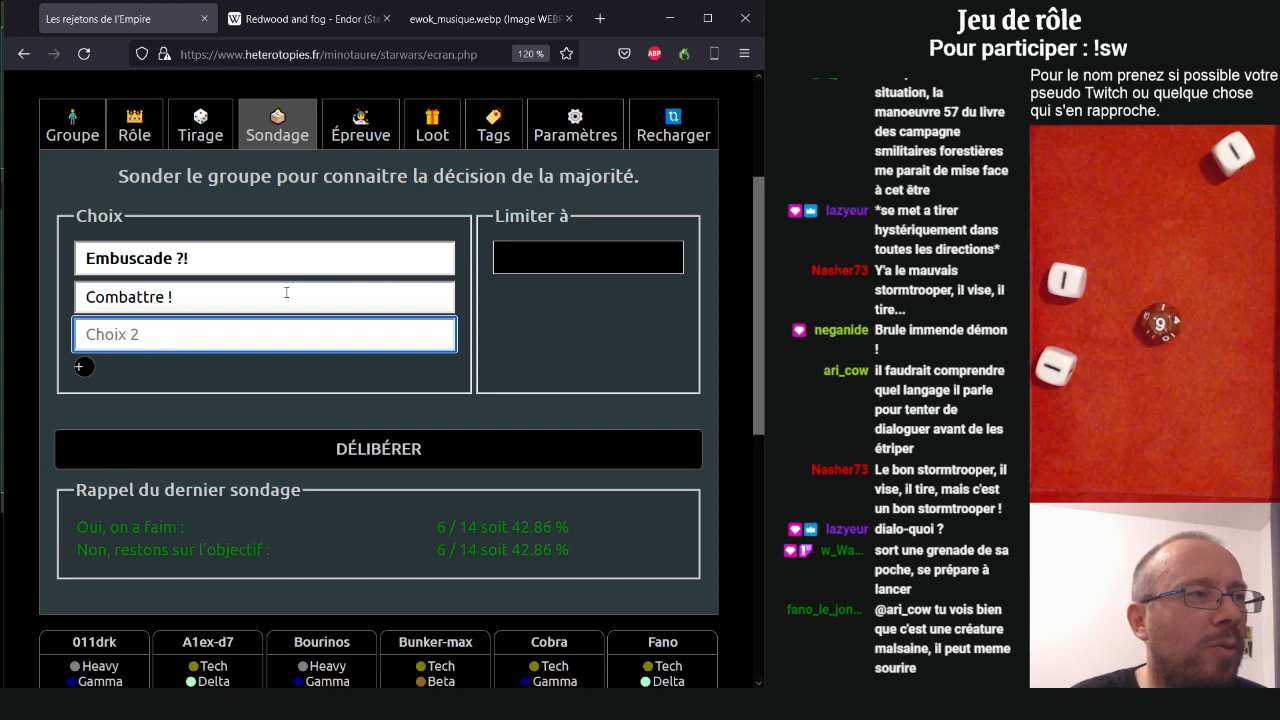 Les rejetons de l'Empire
Redwood and fog - Endor (St
ewok_musique.webp (Image WEBP
https://www.heterotopies.fr/minotaure/starwars/ecran.php
120 %
ABP
Groupe
Rôle
Tirage
Sondage
Épreuve
Loot
Tags
Paramètres
Recharger
Sonder le groupe pour connaitre la décision de la majorité.
Choix
Embuscade ?!
Combattre !
Choix 2
+
Limiter à
DÉLIBÉRER
Rappel du dernier sondage
Oui, on a faim : 6 / 14 soit 42.86 %
Non, restons sur l'objectif : 6 / 14 soit 42.86 %
011drk
Heavy
Gamma
A1ex-d7
Tech
Delta
Bourinos
Heavy
Gamma
Bunker-max
Tech
Beta
Cobra
Tech
Gamma
Fano
Tech
Delta
situation, la
manoeuvre 57 du livre
des campagne
smilitaires forestières
me parait de mise face
à cet être
lazyeur *se met a tirer
hystériquement dans
toutes les directions*
Nasher73 Y'a le mauvais
stormtrooper, il vise, il
tire...
neganide Brule immende démon
!
ari_cow il faudrait comprendre
quel langage il parle
pour tenter de
dialoguer avant de les
étriper
Nasher73 Le bon stormtrooper, il
vise, il tire, mais c'est
un bon stormtrooper !
lazyeur dialo-quoi ?
w_Wa... sort une grenade de sa
poche, se prépare à
lancer
fano_le_jon... @ari_cow tu vois bien
que c'est une créature
malsaine, il peut meme
sourire
Jeu de rôle
Pour participer : !sw
Pour le nom prenez si possible votre
pseudo Twitch ou quelque chose
qui s'en rapproche.
9